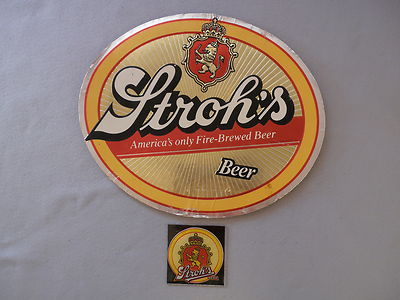 Stroh's
America's only Fire-Brewed Beer
Beer
Stroh's